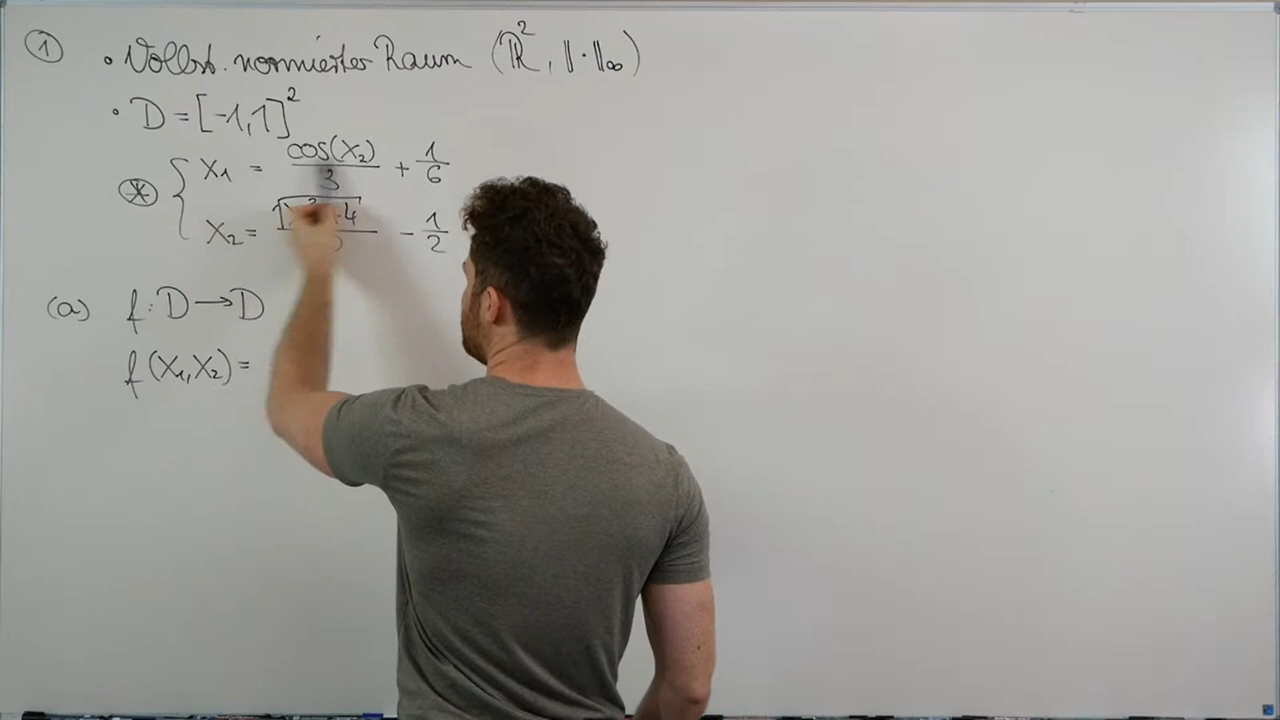 ① • Vollst. normierter Raum (ℝ², ‖·‖∞)
• D = [-1,1]²
⊛ { x₁ = cos(x₂)/3 + 1/6
x₂ = - 1/2
(a) f: D → D
f(x₁,x₂) =